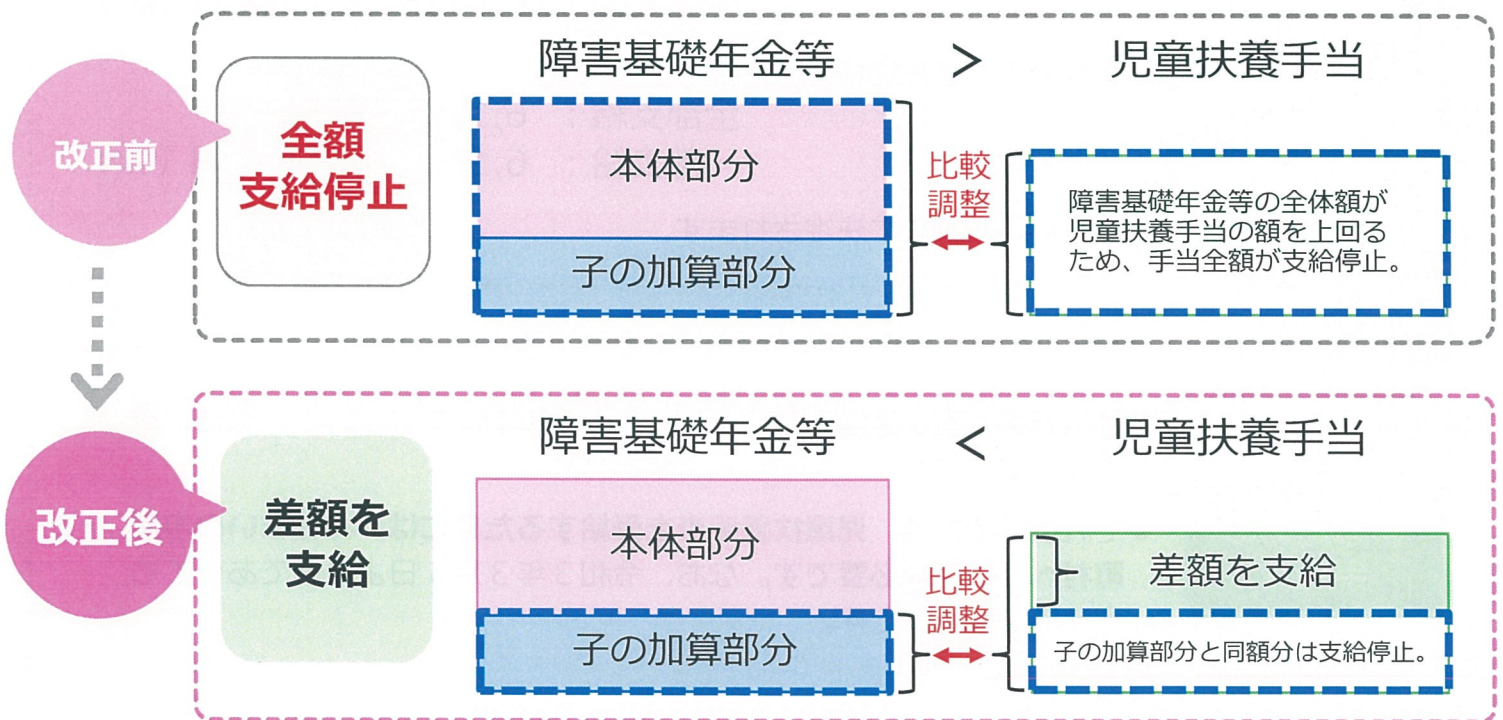 改正前
全額
支給停止
障害基礎年金等 > 児童扶養手当
本体部分
子の加算部分
比較
調整
障害基礎年金等の全体額が
児童扶養手当の額を上回る
ため、手当全額が支給停止。
改正後
差額を
支給
障害基礎年金等 < 児童扶養手当
本体部分
子の加算部分
比較
調整
差額を支給
子の加算部分と同額分は支給停止。